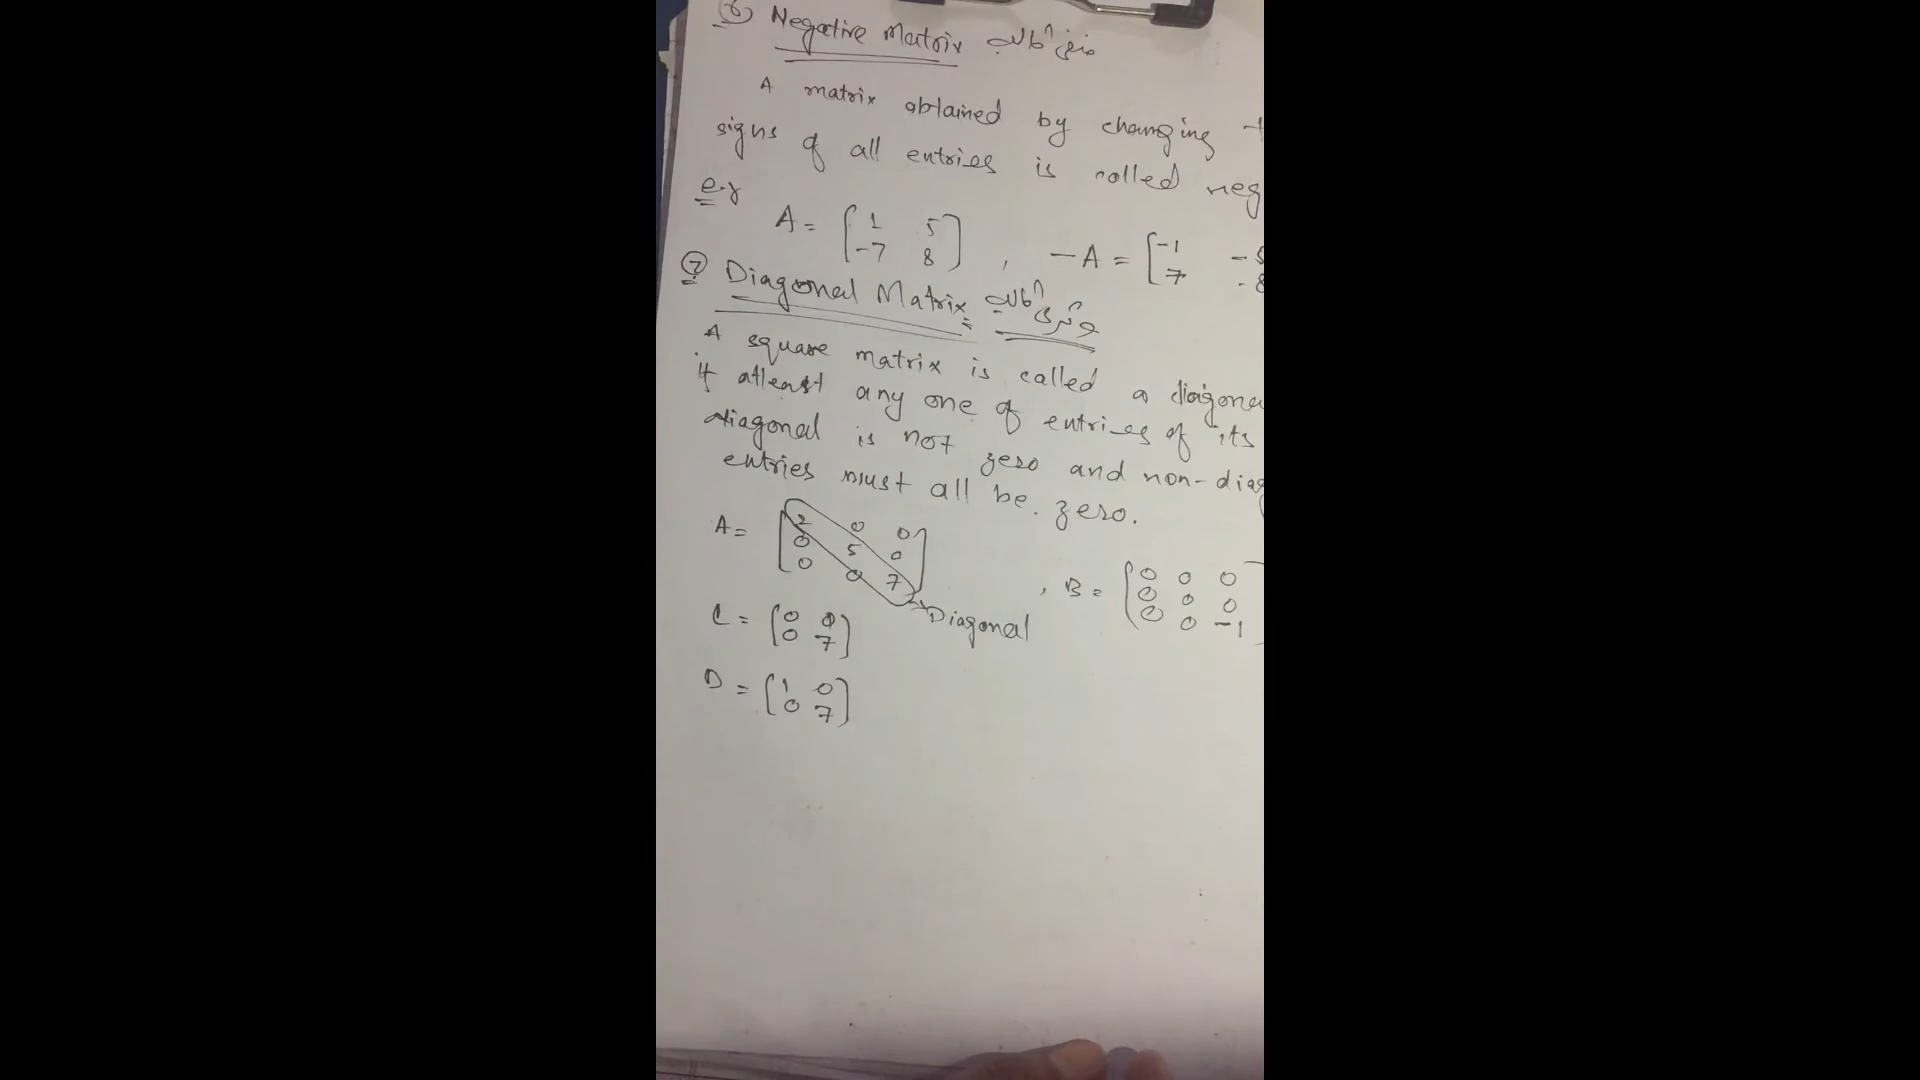 ⑥ Negative Matrix منفی قالب
A matrix obtained by changing
signs of all entries is called neg
e.g
A = [1 5
-7 8] , -A = [-1 -5
7 -8
⑦ Diagonal Matrix وتری قالب
A square matrix is called a diagona
if atleast any one of entries of its
diagonal is not zero and non-diag
entries must all be zero.
A = [2 0 0
0 5 0
0 0 7] , B = [0 0 0
0 0 0
0 0 -1]
Diagonal
C = [0 0
0 7]
D = [1 0
0 7]